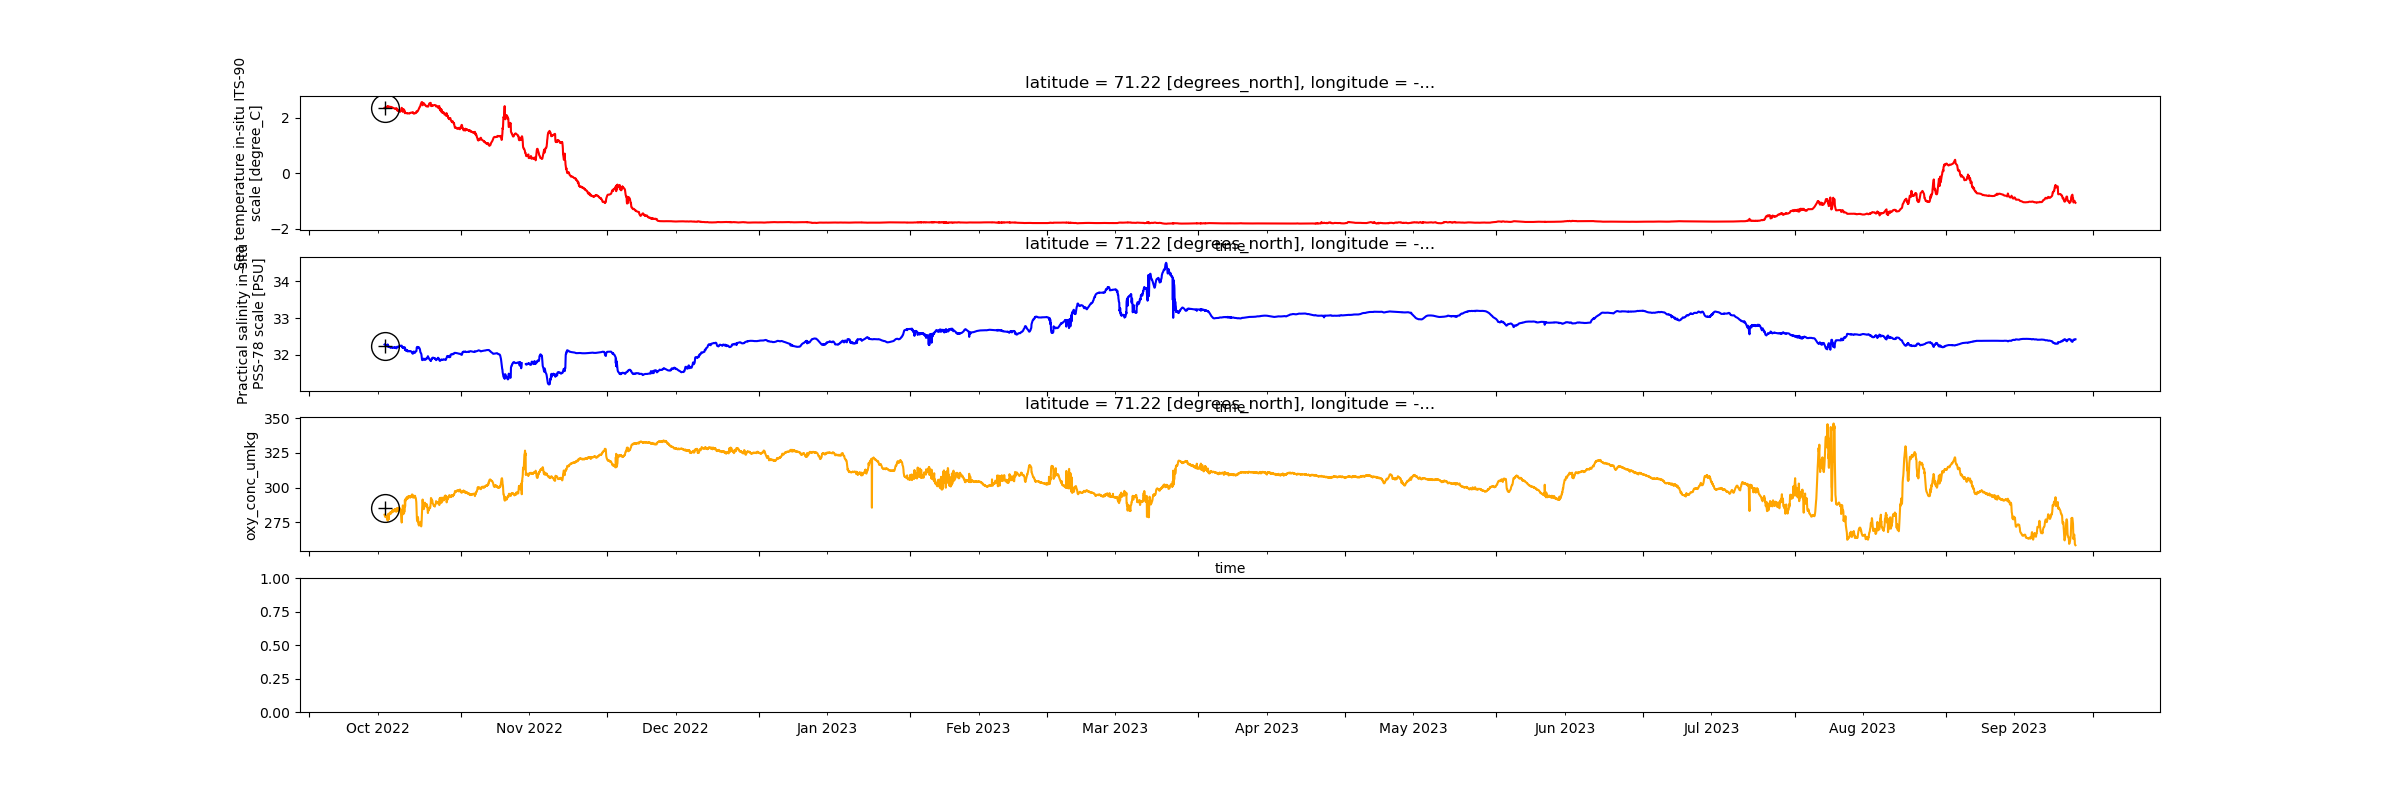 latitude = 71.22 [degrees_north], longitude = -...
Sea temperature in-situ ITS-90
scale [degree_C]
2
0
−2
time
latitude = 71.22 [degrees_north], longitude = -...
Practical salinity in-situ
PSS-78 scale [PSU]
34
33
32
time
latitude = 71.22 [degrees_north], longitude = -...
oxy_conc_umkg
350
325
300
275
time
1.00
0.75
0.50
0.25
0.00
Oct 2022 Nov 2022 Dec 2022 Jan 2023 Feb 2023 Mar 2023 Apr 2023 May 2023 Jun 2023 Jul 2023 Aug 2023 Sep 2023